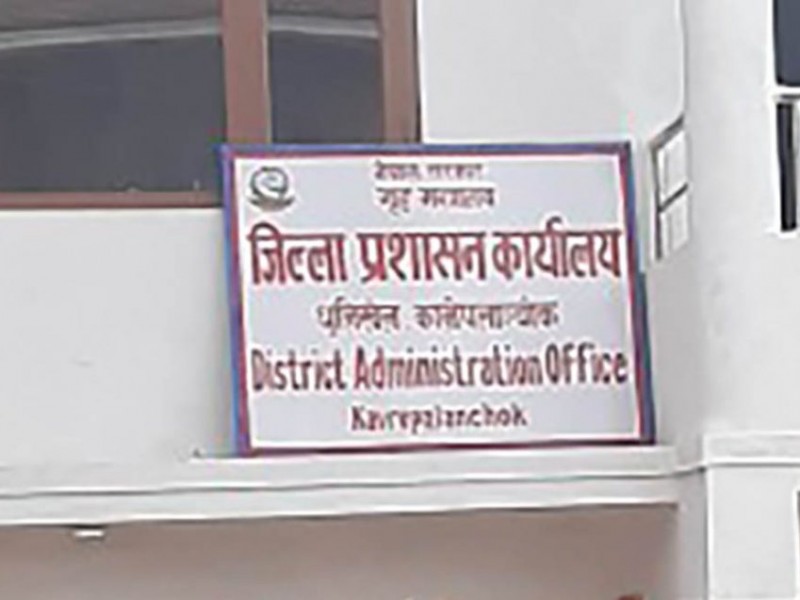 नेपाल सरकार
गृह मन्त्रालय
जिल्ला प्रशासन कार्यालय
धुलिखेल काभ्रेपलाञ्चोक
District Administration Office
Kavrepalanchok